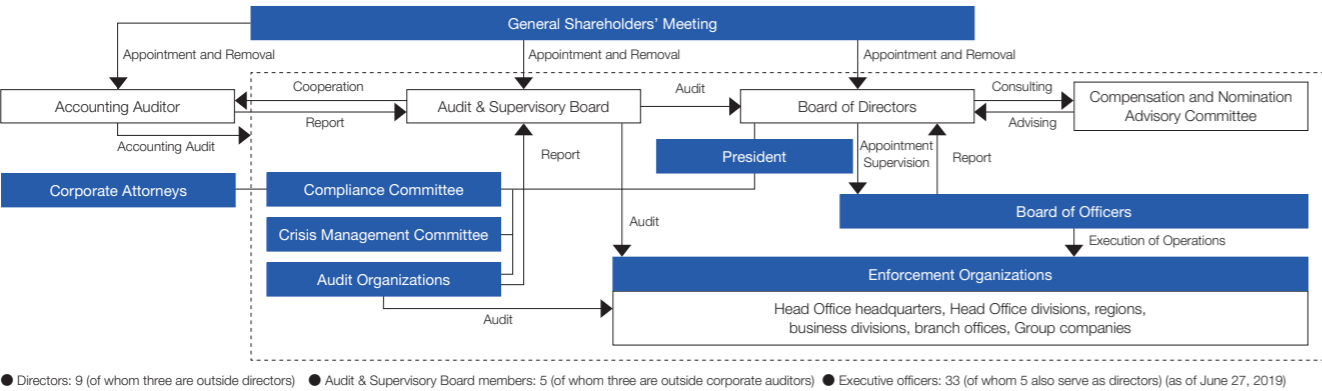 General Shareholders' Meeting
Appointment and Removal
Appointment and Removal
Appointment and Removal
Accounting Auditor
Cooperation
Report
Audit & Supervisory Board
Audit
Board of Directors
Consulting
Advising
Compensation and Nomination
Advisory Committee
Accounting Audit
Report
President
Appointment
Supervision
Report
Corporate Attorneys
Compliance Committee
Crisis Management Committee
Audit Organizations
Audit
Board of Officers
Execution of Operations
Enforcement Organizations
Head Office headquarters, Head Office divisions, regions,
business divisions, branch offices, Group companies
Audit
● Directors: 9 (of whom three are outside directors) ● Audit & Supervisory Board members: 5 (of whom three are outside corporate auditors) ● Executive officers: 33 (of whom 5 also serve as directors) (as of June 27, 2019)